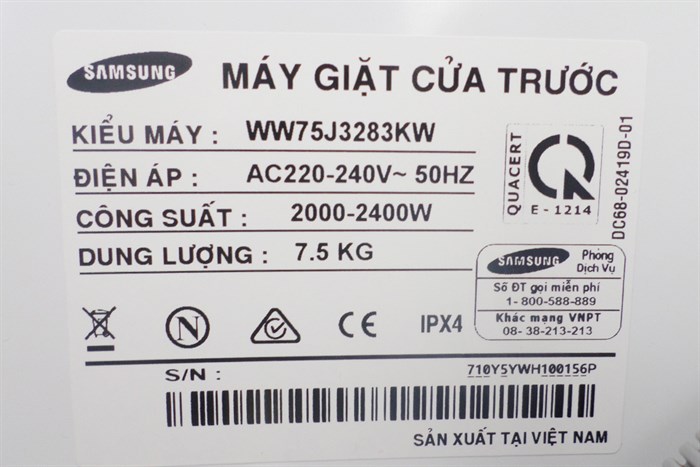 SAMSUNG MÁY GIẶT CỬA TRƯỚC
KIỂU MÁY : WW75J3283KW
ĐIỆN ÁP : AC220-240V~ 50HZ
CÔNG SUẤT : 2000-2400W
DUNG LƯỢNG : 7.5 KG
QUACERT
E - 1214
DC68-02419D-01
SAMSUNG Phòng
Dịch Vụ
Số ĐT gọi miễn phí
1- 800-588-889
Khác mạng VNPT
08- 38-213-213
N
CE IPX4
S/N : 710Y5YWH100156P
SẢN XUẤT TẠI VIỆT NAM